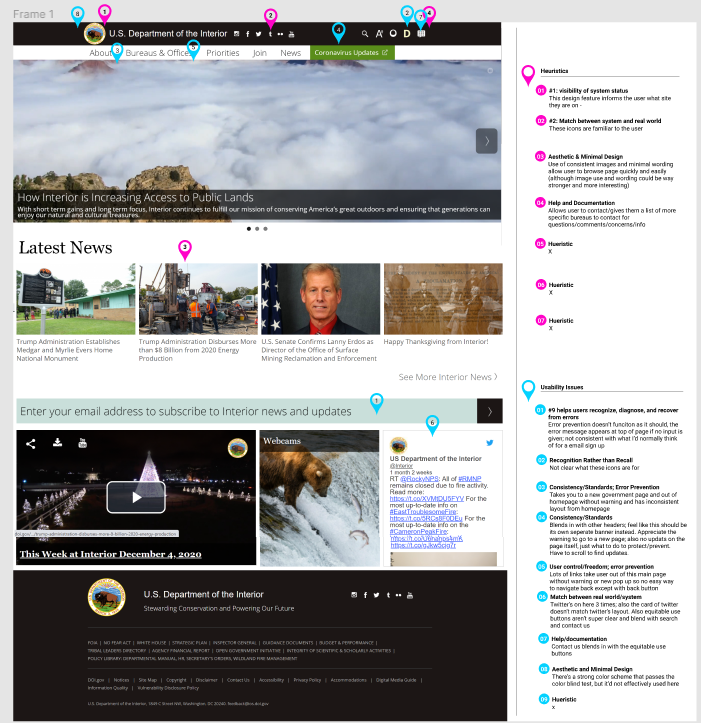 Frame 1
8
1
2
4
2
7
4
U.S. Department of the Interior
About
Bureaus & Offices
Priorities
Join
News
Coronavirus Updates
3
5
How Interior is Increasing Access to Public Lands
With short term gains and long term focus, Interior continues to fulfill our mission of conserving America's great outdoors and ensuring that generations can
enjoy our natural and cultural treasures.
Latest News
3
Trump Administration Establishes
Medgar and Myrlie Evers Home
National Monument
Trump Administration Disburses More
than $8 Billion from 2020 Energy
Production
U.S. Senate Confirms Lanny Erdos as
Director of the Office of Surface
Mining Reclamation and Enforcement
Happy Thanksgiving from Interior!
See More Interior News
1
Enter your email address to subscribe to Interior news and updates
This Week at Interior December 4, 2020
Webcams
6
US Department of the Interior
@Interior
1 month 2 weeks
RT @RockyNPS: All of #RMNP
remains closed due to fire activity.
Read more:
https://t.co/XVMtDU5FYV For the
most up-to-date info on
#EastTroublesomeFire:
https://t.co/5RCs8F0DEu For the
most up-to-date info on the
#CameronPeakFire:
U.S. Department of the Interior
Stewarding Conservation and Powering Our Future
FOIA | NO FEAR ACT | WHITE HOUSE | STRATEGIC PLAN | INSPECTOR GENERAL | GUIDANCE DOCUMENTS | BUDGET & PERFORMANCE |
TRIBAL LEADERS DIRECTORY | AGENCY FINANCIAL REPORT | OPEN GOVERNMENT INITIATIVE | INTEGRITY OF SCIENTIFIC & SCHOLARLY ACTIVITIES |
POLICY LIBRARY: DEPARTMENTAL MANUAL, HR, SECRETARY'S ORDERS, WILDLAND FIRE MANAGEMENT
DOI.gov | Notices | Site Map | Copyright | Disclaimer | Contact Us | Accessibility | Privacy Policy | Accommodations | Digital Media Guide |
Information Quality | Vulnerability Disclosure Policy
U.S. Department of the Interior, 1849 C Street NW, Washington, DC 20240. feedback@ios.doi.gov
Heuristics
01 #1: visibility of system status
This design feature informs the user what site
they are on -
02 #2: Match between system and real world
These icons are familiar to the user
03 Aesthetic & Minimal Design
Use of consistent images and minimal wording
allow user to browse page quickly and easily
(although image use and wording could be way
stronger and more interesting)
04 Help and Documentation
Allows user to contact/gives them a list of more
specific bureaus to contact for
questions/comments/concerns/info
05 Hueristic
X
06 Hueristic
X
07 Hueristic
X
Usability Issues
01 #9 helps users recognize, diagnose, and recover
from errors
Error prevention doesn't funciton as it should, the
error message appears at top of page if no input is
given; not consistent with what I'd normally think
of for a email sign up
02 Recognition Rather than Recall
Not clear what these icons are for
03 Consistency/Standards; Error Prevention
Takes you to a new government page and out of
homepage without warning and has inconsistent
layout from homepage
04 Consistency/Standards
Blends in with other headers; feel like this should be
its own seperate banner instead. Appreciate the
warning to go to a new page; also no updates on the
page itself, just what to do to protect/prevent.
Have to scroll to find updates.
05 User control/freedom; error prevention
Lots of links take user out of this main page
without warning or new pop up so no easy way
to navigate back except with back button
06 Match between real world/system
Twitter's on here 3 times; also the card of twitter
doesn't match twitter's layout. Also equitable use
buttons aren't super clear and blend with search
and contact us
07 Help/documentation
Contact us blends in with the equitable use
buttons
08 Aesthetic and Minimal Design
There's a strong color scheme that passes the
color blind test, but it'd not effectively used here
09 Hueristic
x